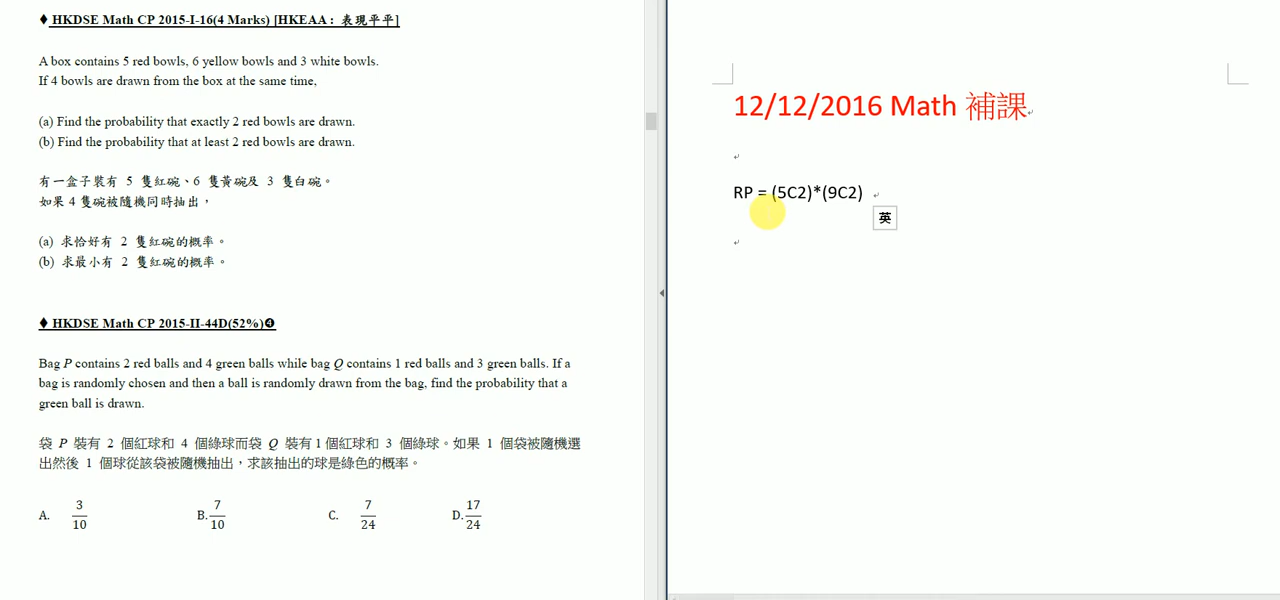 ♦ HKDSE Math CP 2015-I-16(4 Marks) [HKEAA : 表現平平]
A box contains 5 red bowls, 6 yellow bowls and 3 white bowls.
If 4 bowls are drawn from the box at the same time,
(a) Find the probability that exactly 2 red bowls are drawn.
(b) Find the probability that at least 2 red bowls are drawn.
有一盒子裝有 5 隻紅碗、6 隻黃碗及 3 隻白碗。
如果 4 隻碗被隨機同時抽出，
(a) 求恰好有 2 隻紅碗的概率。
(b) 求最小有 2 隻紅碗的概率。
♦ HKDSE Math CP 2015-II-44D(52%)❹
Bag P contains 2 red balls and 4 green balls while bag Q contains 1 red balls and 3 green balls. If a
bag is randomly chosen and then a ball is randomly drawn from the bag, find the probability that a
green ball is drawn.
袋 P 裝有 2 個紅球和 4 個綠球而袋 Q 裝有 1 個紅球和 3 個綠球。如果 1 個袋被隨機選
出然後 1 個球從該袋被隨機抽出，求該抽出的球是綠色的概率。
A. 3/10 B. 7/10 C. 7/24 D. 17/24
12/12/2016 Math 補課
RP = (5C2)*(9C2)
英